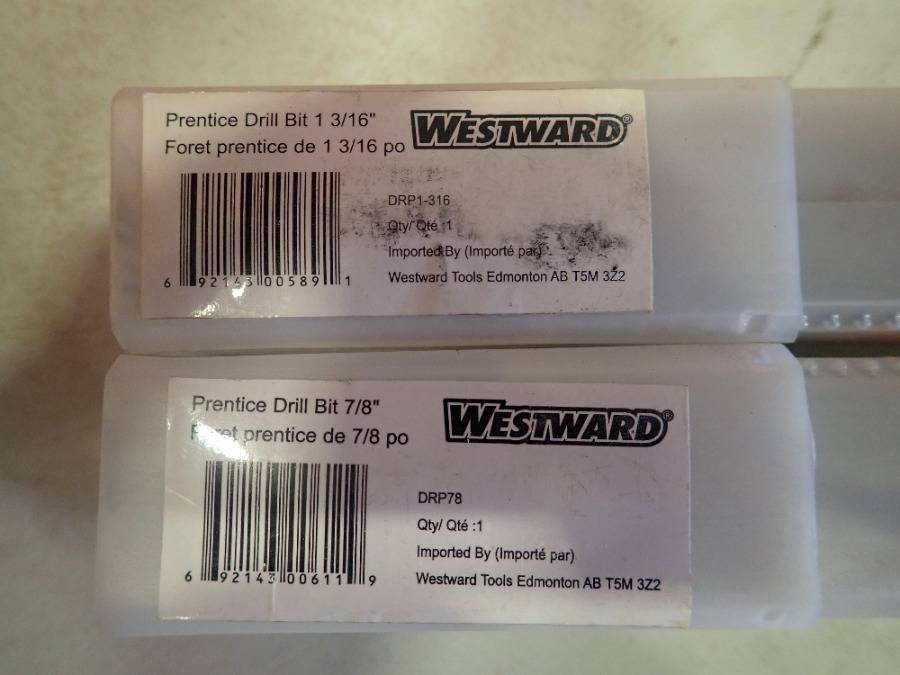 Prentice Drill Bit 1 3/16"
Foret prentice de 1 3/16 po
WESTWARD®
DRP1-316
Qty/ Qté :1
Imported By (Importé par)
Westward Tools Edmonton AB T5M 3Z2
6 92143 00589 1
Prentice Drill Bit 7/8"
Foret prentice de 7/8 po
WESTWARD®
DRP78
Qty/ Qté :1
Imported By (Importé par)
Westward Tools Edmonton AB T5M 3Z2
6 92143 00611 9